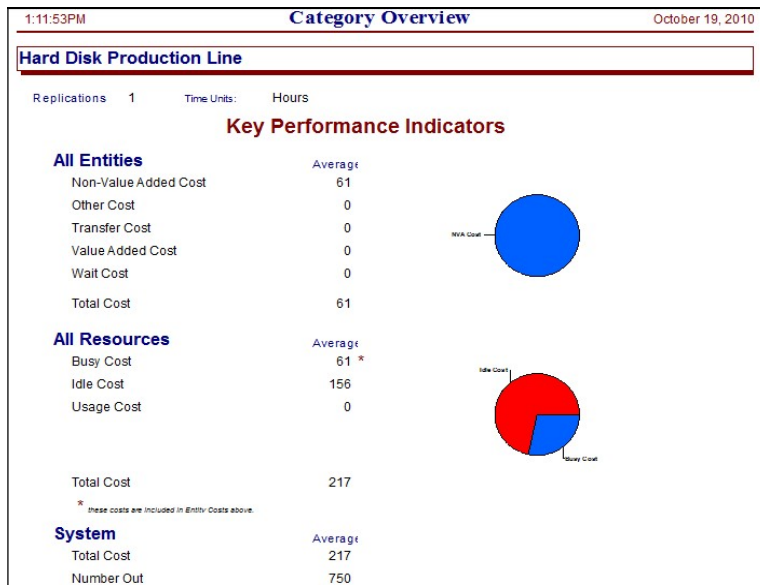 1:11:53PM Category Overview October 19, 2010
Hard Disk Production Line
Replications 1 Time Units: Hours
Key Performance Indicators
All Entities Average
Non-Value Added Cost 61
Other Cost 0
Transfer Cost 0
Value Added Cost 0
Wait Cost 0
Total Cost 61
NVA Cost
All Resources Average
Busy Cost 61 *
Idle Cost 156
Usage Cost 0
Total Cost 217
* these costs are included in Entity Costs above.
Idle Cost
Busy Cost
System Average
Total Cost 217
Number Out 750